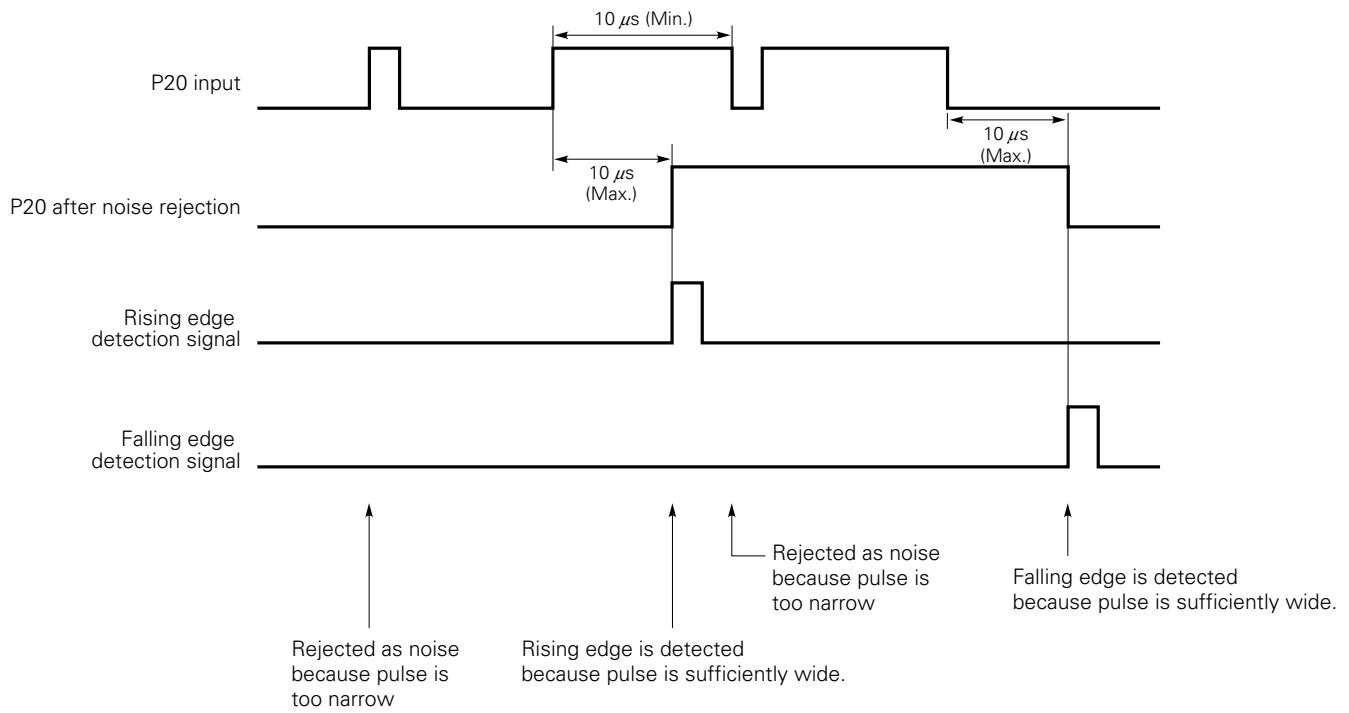 10 μs (Min.)
P20 input
10 μs
(Max.)
10 μs
(Max.)
P20 after noise rejection
Rising edge
detection signal
Falling edge
detection signal
Rejected as noise
because pulse is
too narrow
Falling edge is detected
because pulse is sufficiently wide.
Rejected as noise
because pulse is
too narrow
Rising edge is detected
because pulse is sufficiently wide.